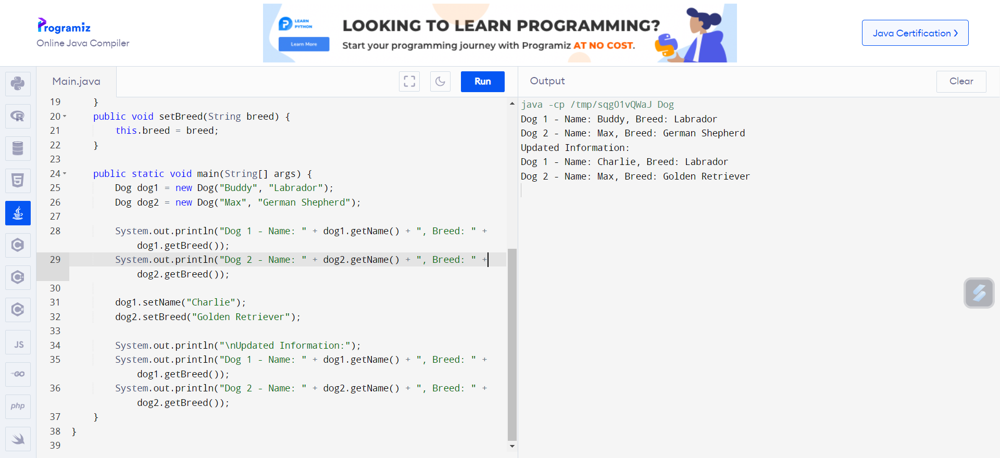 Programiz
Online Java Compiler
LEARN
PYTHON
Learn More
LOOKING TO LEARN PROGRAMMING?
Start your programming journey with Programiz AT NO COST.
Java Certification ❯
Main.java
Run
Output
Clear
19 }
20 public void setBreed(String breed) {
21 this.breed = breed;
22 }
23
24 public static void main(String[] args) {
25 Dog dog1 = new Dog("Buddy", "Labrador");
26 Dog dog2 = new Dog("Max", "German Shepherd");
27
28 System.out.println("Dog 1 - Name: " + dog1.getName() + ", Breed: " +
dog1.getBreed());
29 System.out.println("Dog 2 - Name: " + dog2.getName() + ", Breed: " +
dog2.getBreed());
30
31 dog1.setName("Charlie");
32 dog2.setBreed("Golden Retriever");
33
34 System.out.println("\nUpdated Information:");
35 System.out.println("Dog 1 - Name: " + dog1.getName() + ", Breed: " +
dog1.getBreed());
36 System.out.println("Dog 2 - Name: " + dog2.getName() + ", Breed: " +
dog2.getBreed());
37 }
38 }
39
java -cp /tmp/sqg01vQWaJ Dog
Dog 1 - Name: Buddy, Breed: Labrador
Dog 2 - Name: Max, Breed: German Shepherd
Updated Information:
Dog 1 - Name: Charlie, Breed: Labrador
Dog 2 - Name: Max, Breed: Golden Retriever
R
5
C
C
C
JS
GO
php